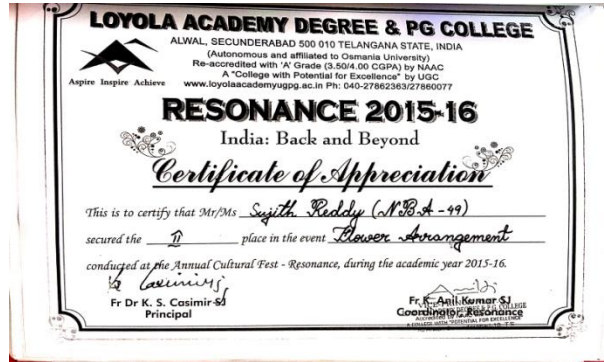 LOYOLA ACADEMY DEGREE & PG COLLEGE
ALWAL, SECUNDERABAD 500 010 TELANGANA STATE, INDIA
(Autonomous and affiliated to Osmania University)
Re-accredited with 'A' Grade (3.50/4.00 CGPA) by NAAC
A "College with Potential for Excellence" by UGC
www.loyolaacademyugpg.ac.in Ph: 040-27862363/27860077
Aspire Inspire Achieve
RESONANCE 2015-16
India: Back and Beyond
Certificate of Appreciation
This is to certify that Mr/Ms Sujith Reddy (NBA-49)
secured the II place in the event Flower Arrangement
conducted at the Annual Cultural Fest - Resonance, during the academic year 2015-16.
Fr Dr K. S. Casimir SJ
Principal
Fr K. Anil Kumar SJ
Coordinator, Resonance